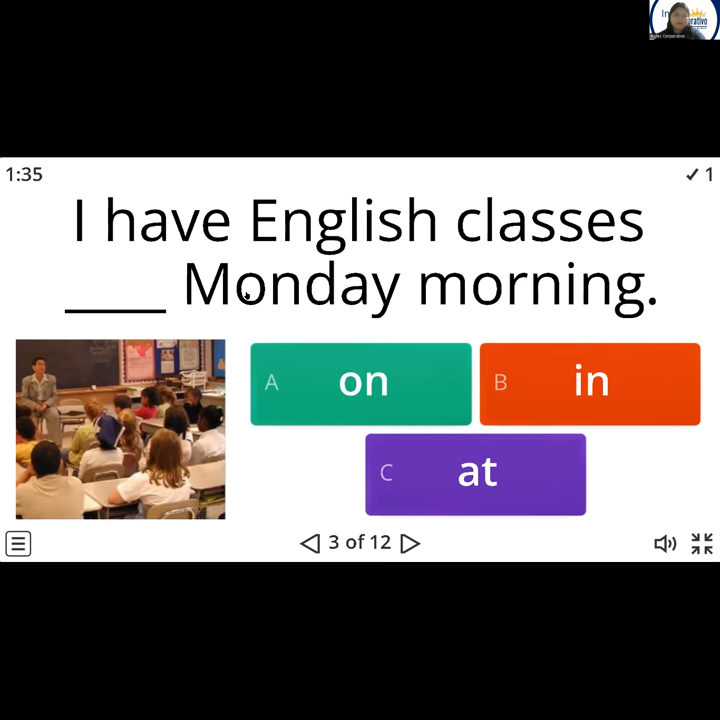 1:35
✓ 1
I have English classes
____ Monday morning.
A on
B in
C at
3 of 12